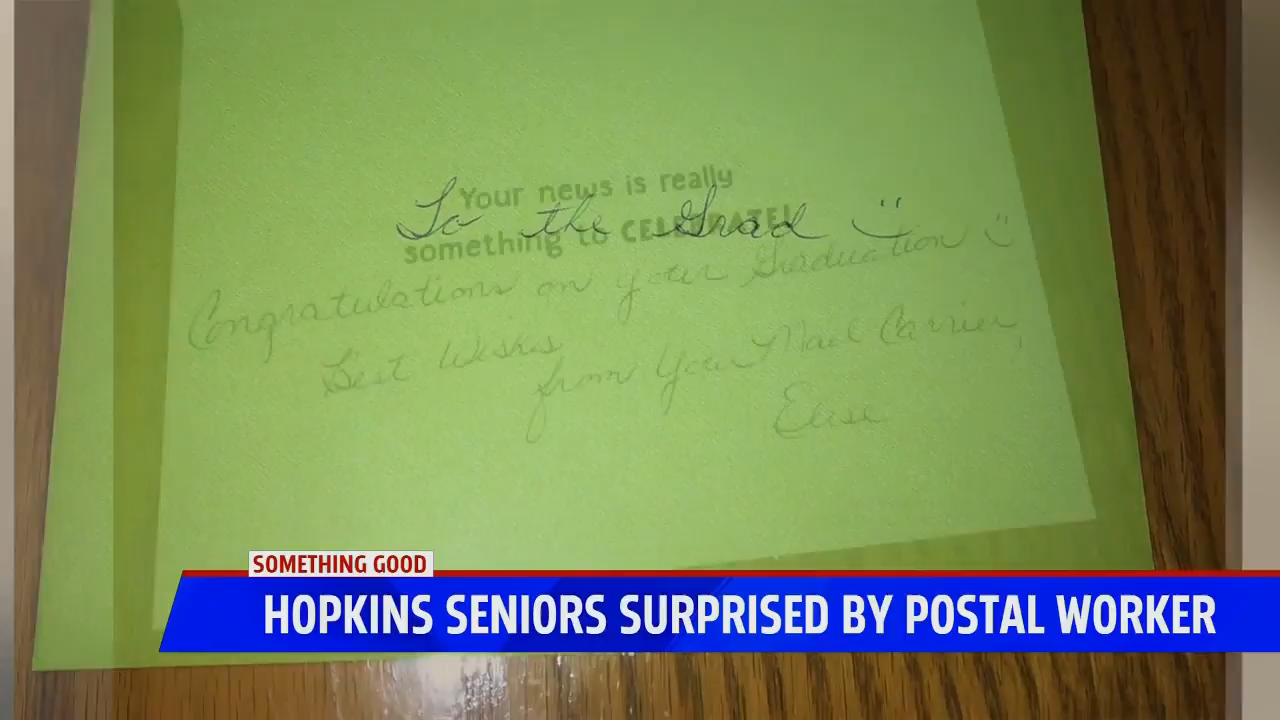 Your news is really
something to CELEBRATE!
To the Grad :)
Congratulations on your Graduation :)
Best Wishes
from Your Mail Carrier,
Elise
SOMETHING GOOD
HOPKINS SENIORS SURPRISED BY POSTAL WORKER